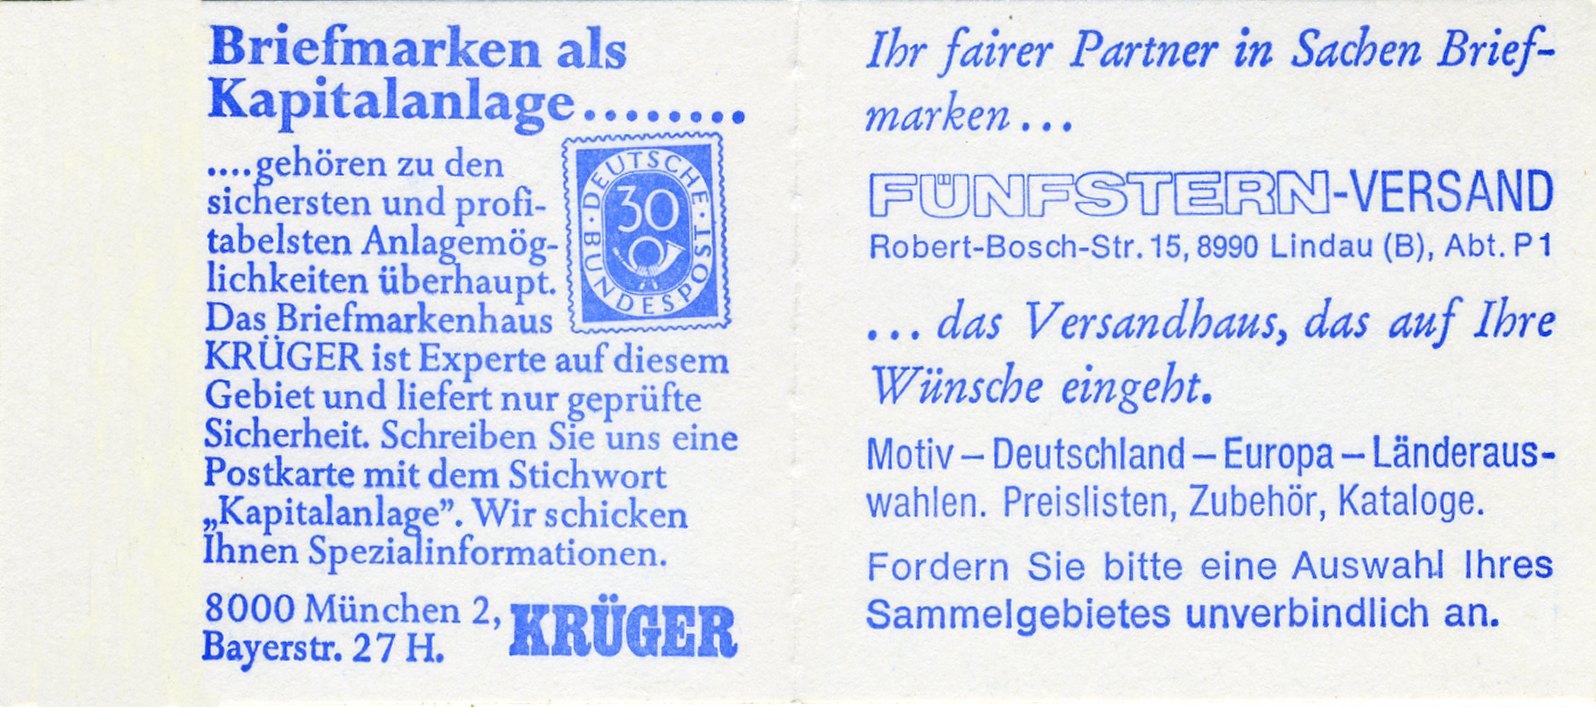 Briefmarken als
Kapitalanlage........
....gehören zu den
sichersten und profi-
tabelsten Anlagemög-
lichkeiten überhaupt.
Das Briefmarkenhaus
KRÜGER ist Experte auf diesem
Gebiet und liefert nur geprüfte
Sicherheit. Schreiben Sie uns eine
Postkarte mit dem Stichwort
„Kapitalanlage”. Wir schicken
Ihnen Spezialinformationen.
DEUTSCHE · BUNDESPOST ·
30
8000 München 2,
Bayerstr. 27 H.
KRÜGER
Ihr fairer Partner in Sachen Brief-
marken...
FÜNFSTERN-VERSAND
Robert-Bosch-Str. 15, 8990 Lindau (B), Abt. P 1
... das Versandhaus, das auf Ihre
Wünsche eingeht.
Motiv – Deutschland – Europa – Länderaus-
wahlen. Preislisten, Zubehör, Kataloge.
Fordern Sie bitte eine Auswahl Ihres
Sammelgebietes unverbindlich an.